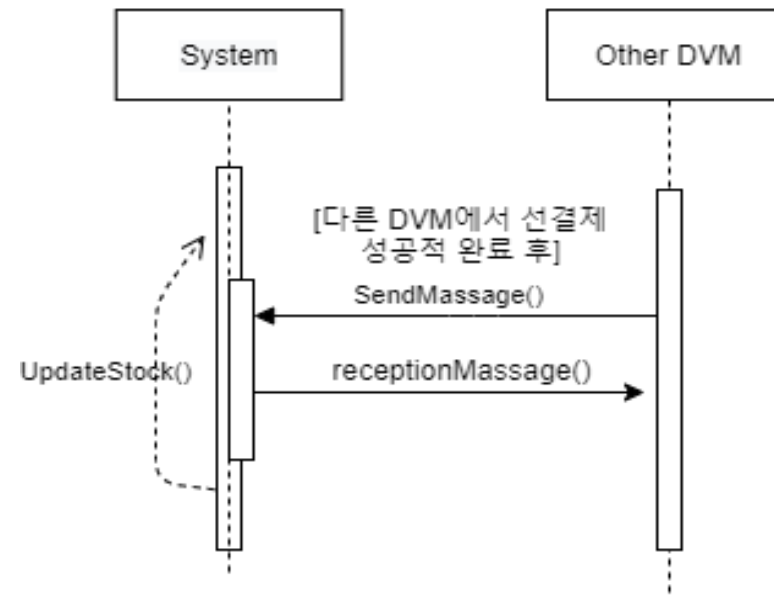 System
Other DVM
[다른 DVM에서 선결제
성공적 완료 후]
SendMassage()
UpdateStock()
receptionMassage()